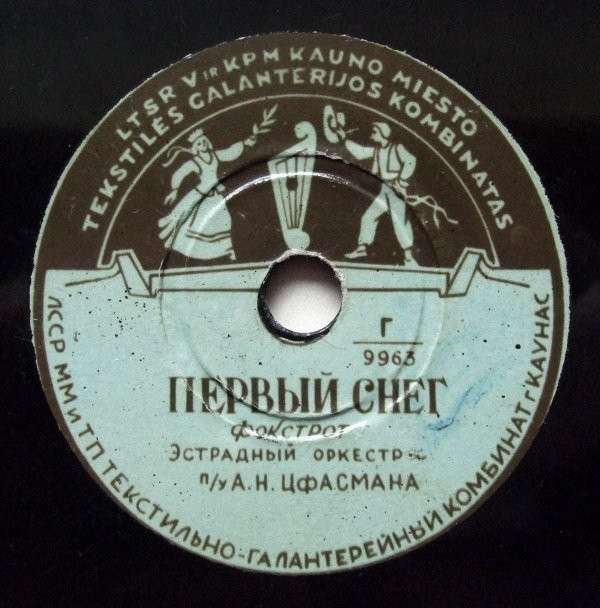 LTSR V IR KPM KAUNO MIESTO
TEKSTILĖS GALANTERIJOS KOMBINATAS
Г
9963
ПЕРВЫЙ СНЕГ
ФОКСТРОТ
ЭСТРАДНЫЙ ОРКЕСТР
п/у А.Н.ЦФАСМАНА
ЛССР ММ и ТП ТЕКСТИЛЬНО-ГАЛАНТЕРЕЙНЫЙ КОМБИНАТ г КАУНАС